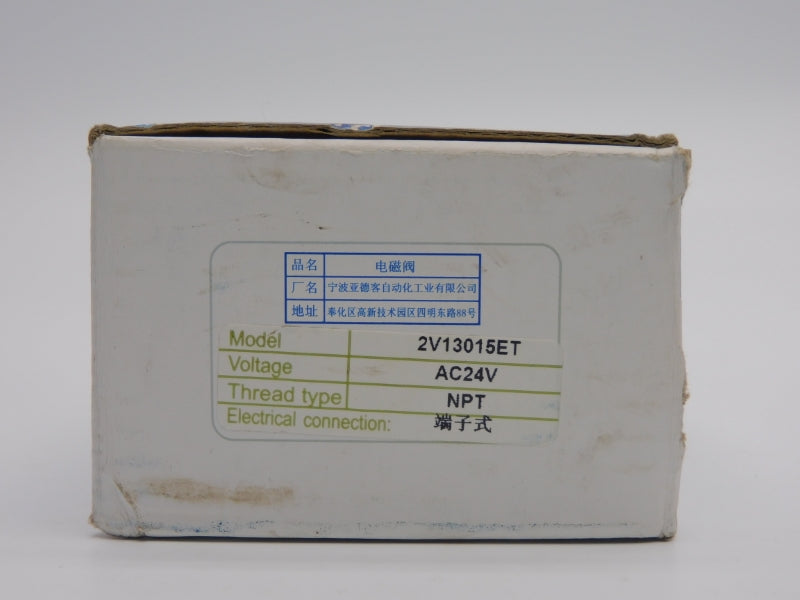 品名 电磁阀
厂名 宁波亚德客自动化工业有限公司
地址 奉化区高新技术园区四明东路88号
Model 2V13015ET
Voltage AC24V
Thread type NPT
Electrical connection: 端子式